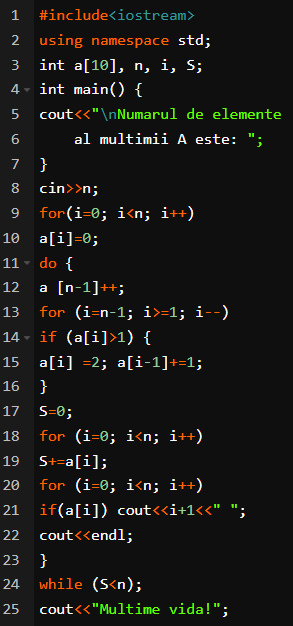 1 #include<iostream>
2 using namespace std;
3 int a[10], n, i, S;
4 int main() {
5 cout<<"\nNumarul de elemente
6 al multimii A este: ";
7 }
8 cin>>n;
9 for(i=0; i<n; i++)
10 a[i]=0;
11 do {
12 a [n-1]++;
13 for (i=n-1; i>=1; i--)
14 if (a[i]>1) {
15 a[i] =2; a[i-1]+=1;
16 }
17 S=0;
18 for (i=0; i<n; i++)
19 S+=a[i];
20 for (i=0; i<n; i++)
21 if(a[i]) cout<<i+1<<" ";
22 cout<<endl;
23 }
24 while (S<n);
25 cout<<"Multime vida!";